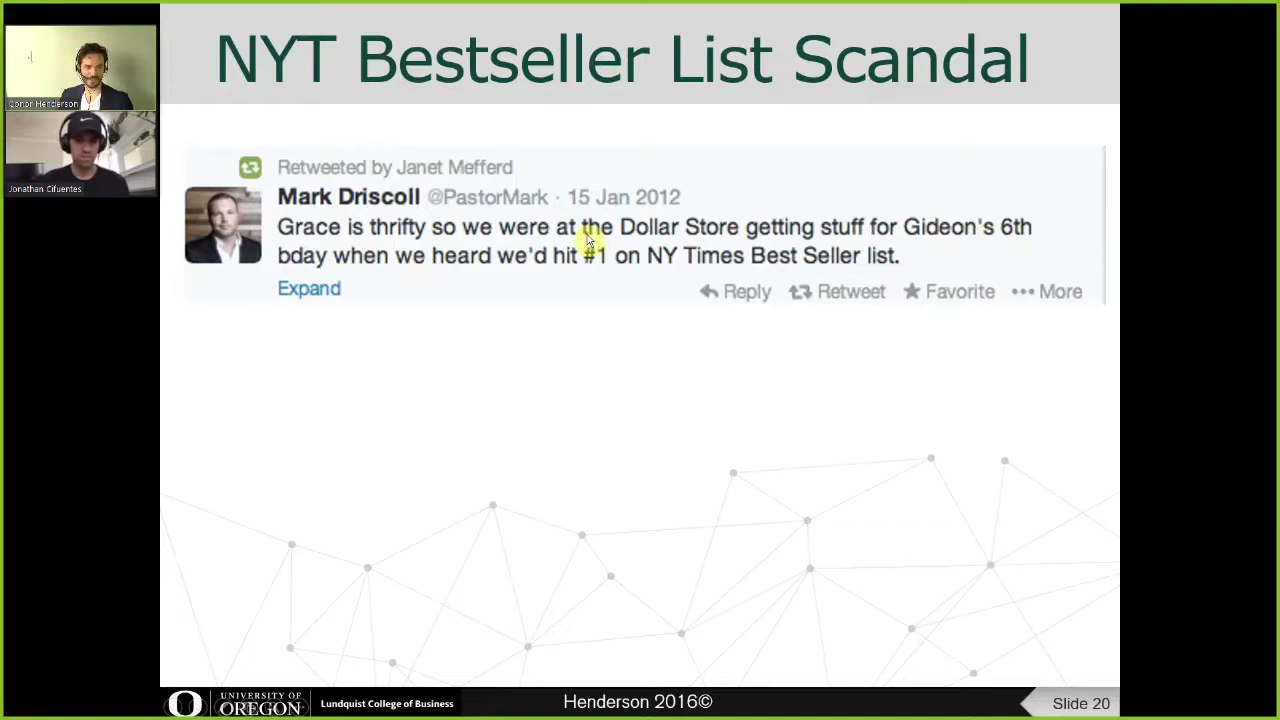 NYT Bestseller List Scandal
Conor Henderson
Jonathan Cifuentes
Retweeted by Janet Mefferd
Mark Driscoll @PastorMark · 15 Jan 2012
Grace is thrifty so we were at the Dollar Store getting stuff for Gideon's 6th
bday when we heard we'd hit #1 on NY Times Best Seller list.
Expand
Reply Retweet Favorite More
UNIVERSITY OF
OREGON
Lundquist College of Business
Henderson 2016©
Slide 20